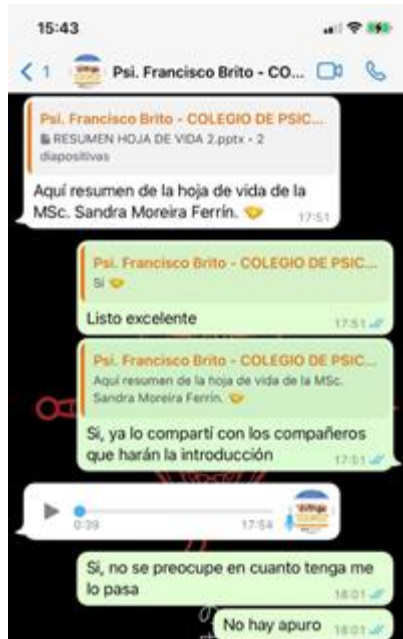 15:43
1 Psi. Francisco Brito - CO...
Psi. Francisco Brito - COLEGIO DE PSIC...
RESUMEN HOJA DE VIDA 2.pptx • 2
diapositivas
Aquí resumen de la hoja de vida de la
MSc. Sandra Moreira Ferrín.
17:51
Psi. Francisco Brito - COLEGIO DE PSIC...
Si
Listo excelente
17:51
Psi. Francisco Brito - COLEGIO DE PSIC...
Aquí resumen de la hoja de vida de la MSc.
Sandra Moreira Ferrín.
Si, ya lo compartí con los compañeros
que harán la introducción
17:51
0:39 17:54
Si, no se preocupe en cuanto tenga me
lo pasa
18:01
No hay apuro 18:01